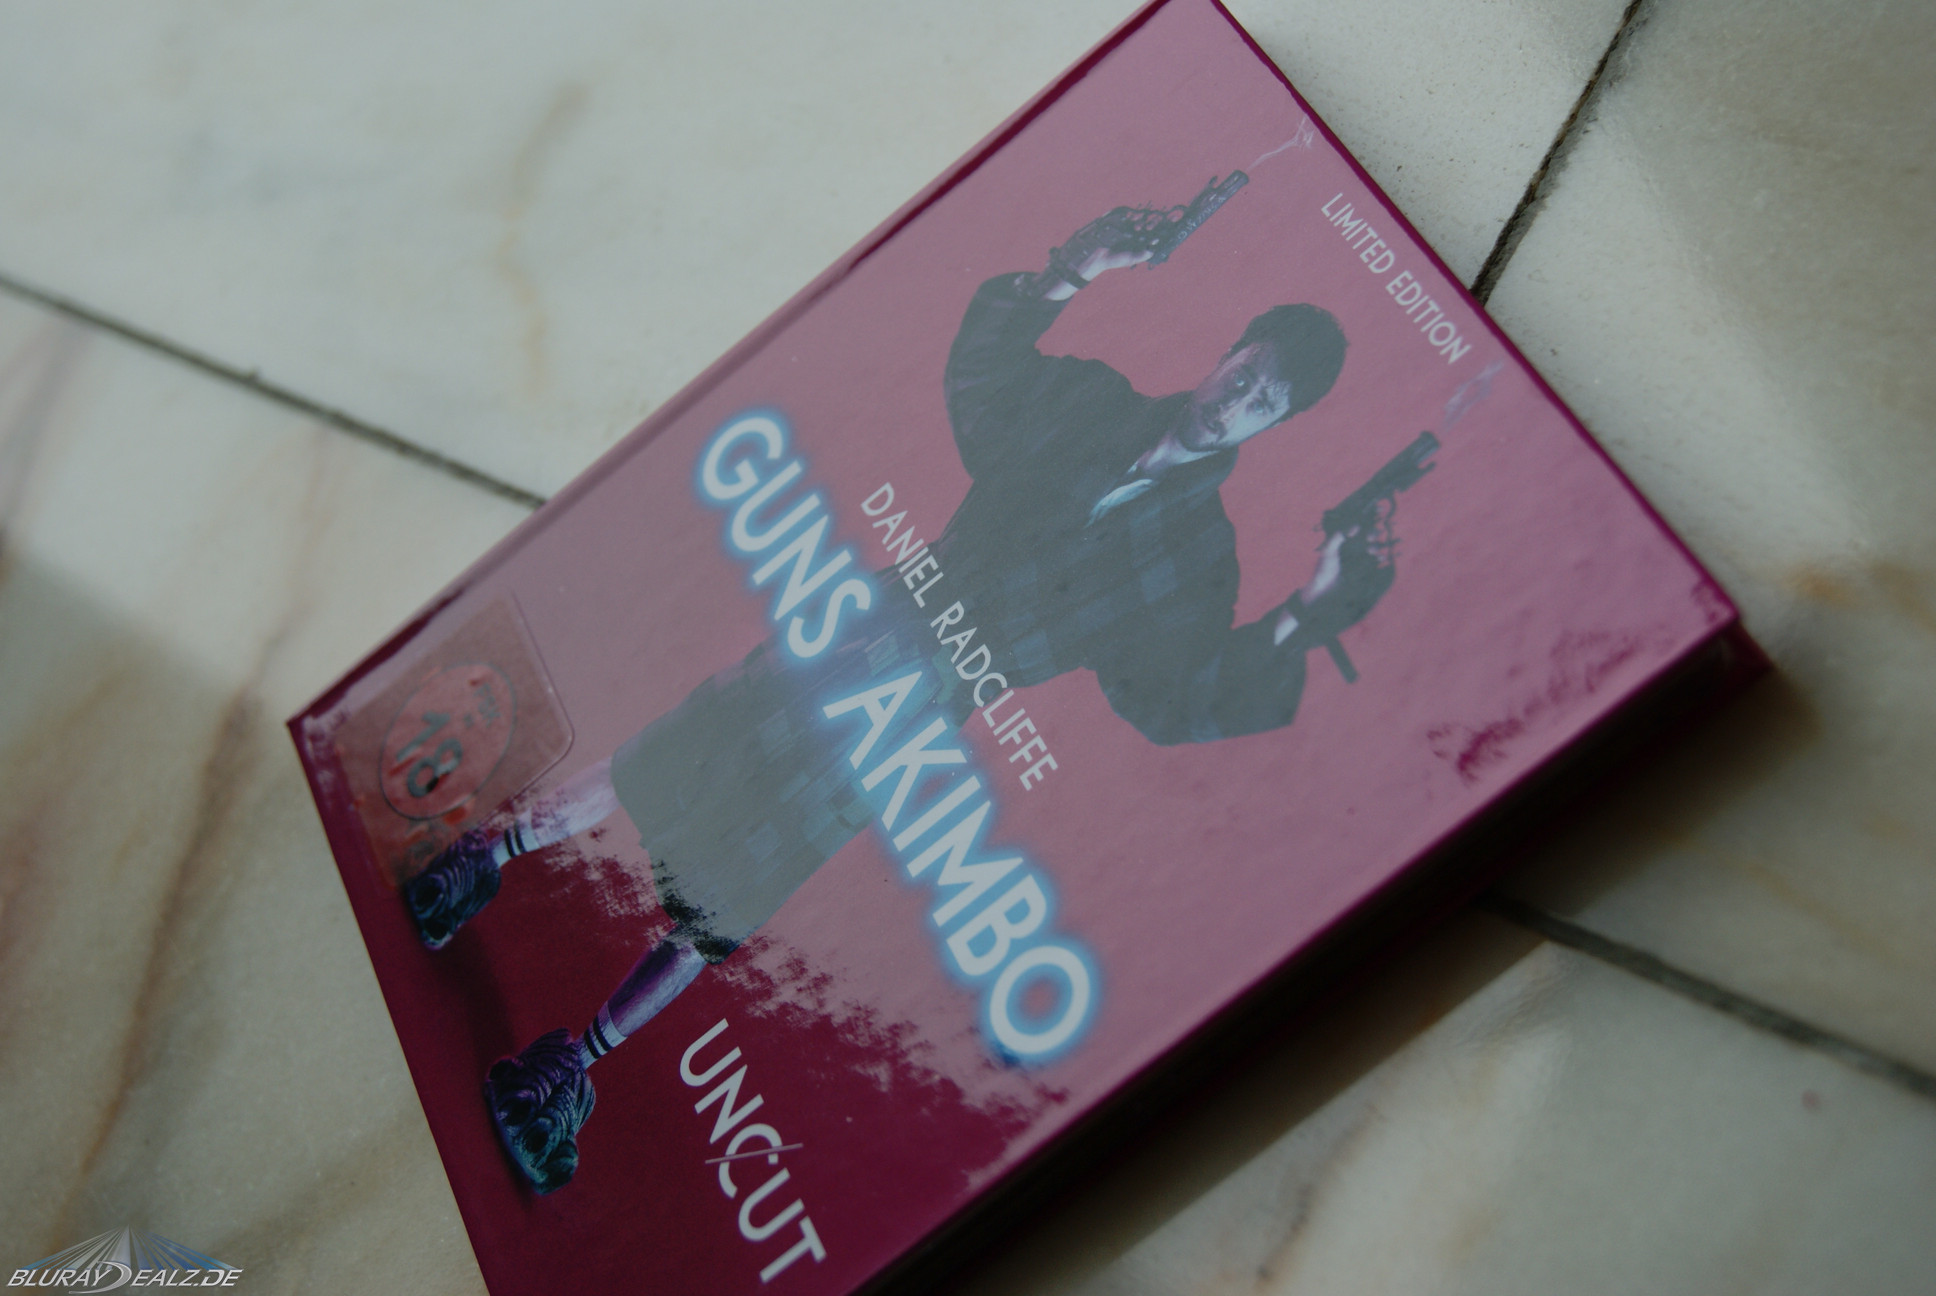 LIMITED EDITION
DANIEL RADCLIFFE
GUNS AKIMBO
18
UNCUT
BLURAYDEALZ.DE